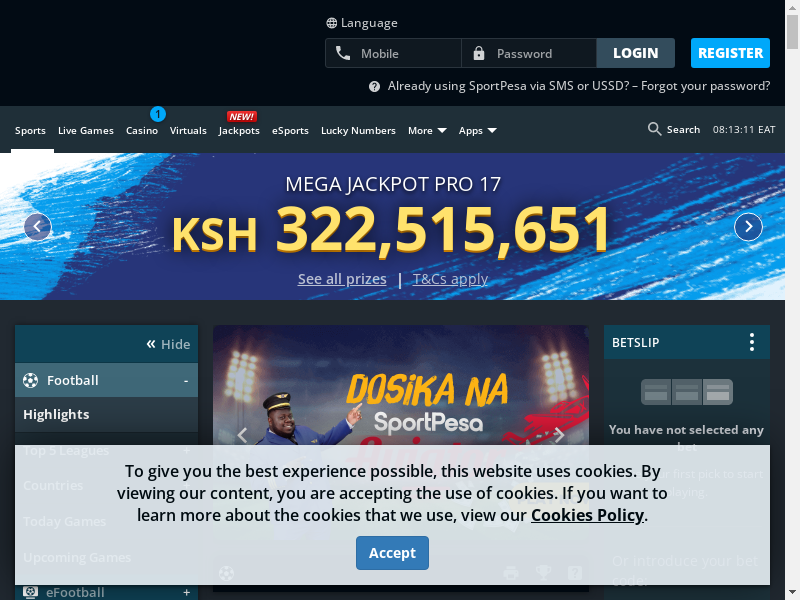 Language
Mobile
Password
LOGIN
REGISTER
Already using SportPesa via SMS or USSD? – Forgot your password?
1
NEW!
Sports
Live Games
Casino
Virtuals
Jackpots
eSports
Lucky Numbers
More
Apps
Search
08:13:11 EAT
MEGA JACKPOT PRO 17
KSH 322,515,651
See all prizes | T&Cs apply
« Hide
Football -
Highlights
Top 5 Leagues
Countries
Today Games
Upcoming Games
eFootball +
DOSIKA NA
SportPesa
BETSLIP
You have not selected any
bet
first pick to start
Or introduce your bet
code.
To give you the best experience possible, this website uses cookies. By
viewing our content, you are accepting the use of cookies. If you want to
learn more about the cookies that we use, view our Cookies Policy.
Accept